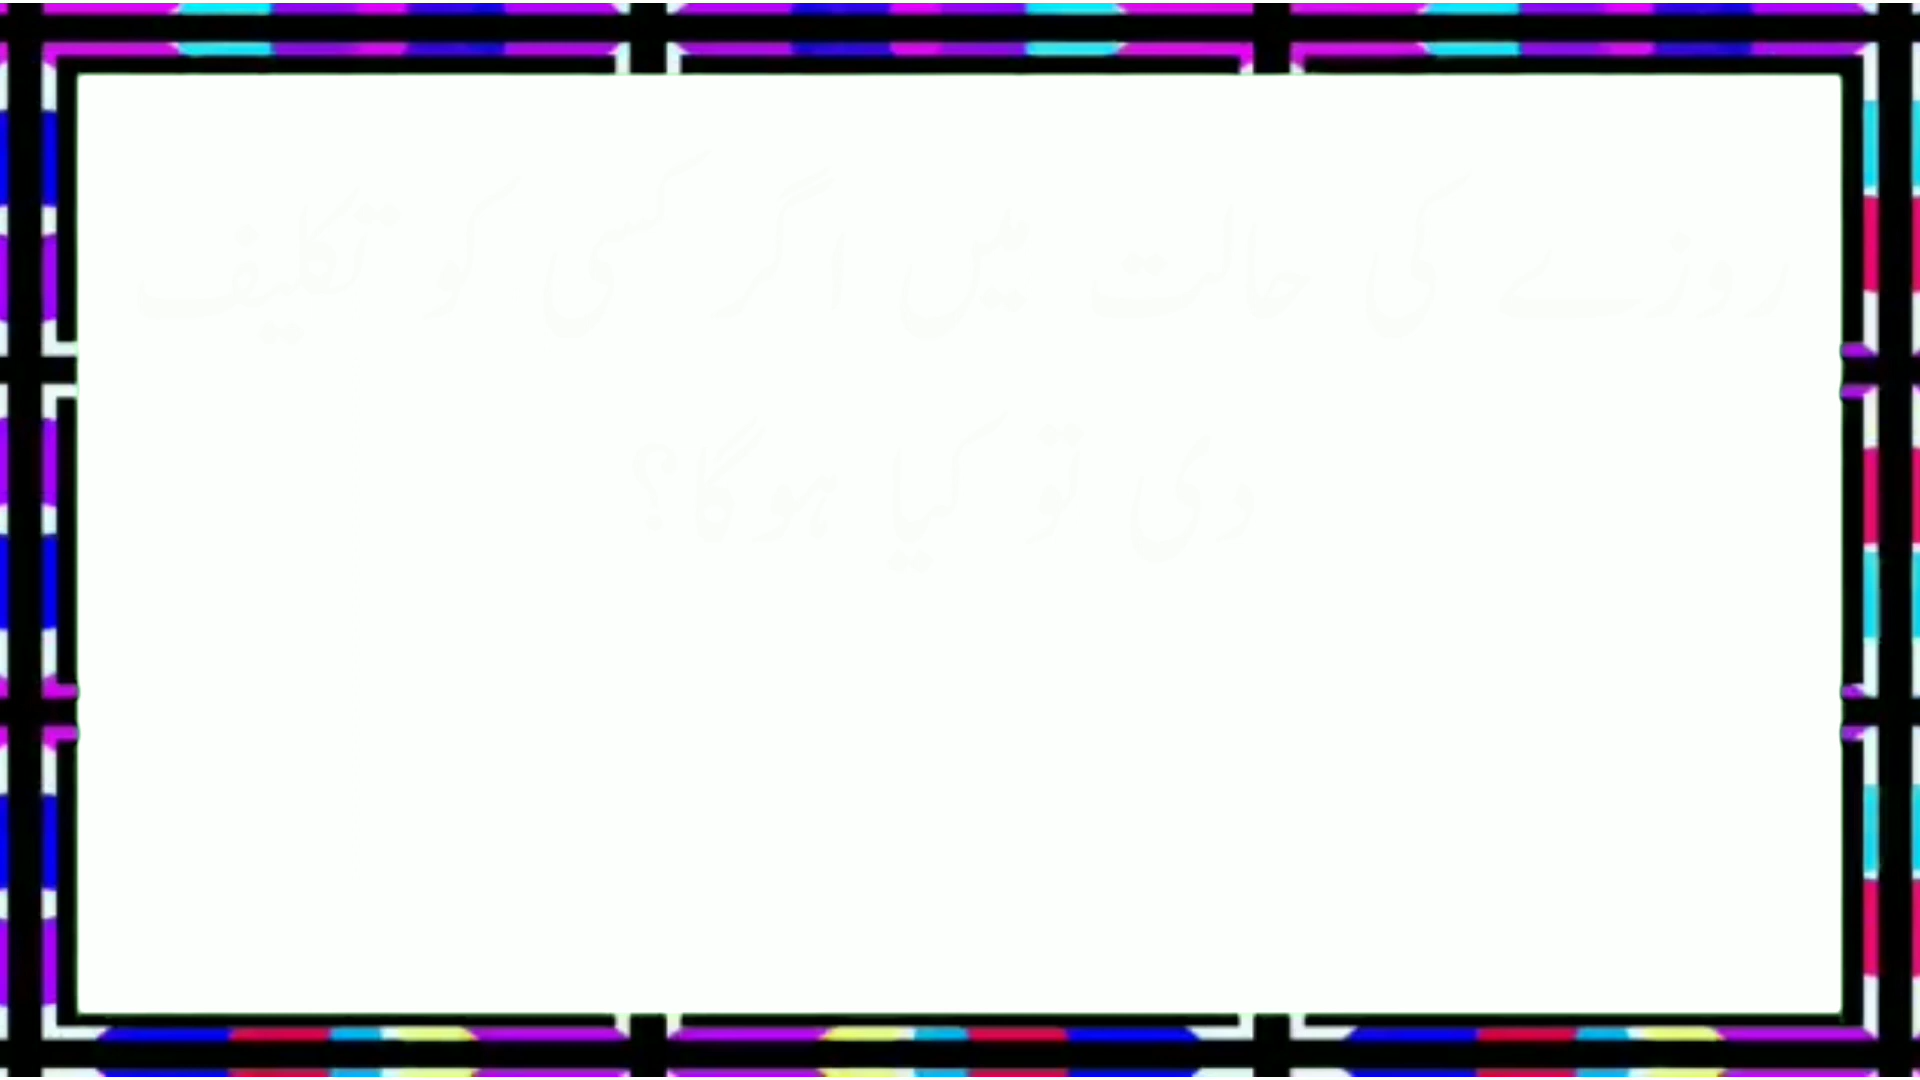 روزے کی حالت میں اگر کسی کو تکلیف
دی تو کیا ہوگا؟